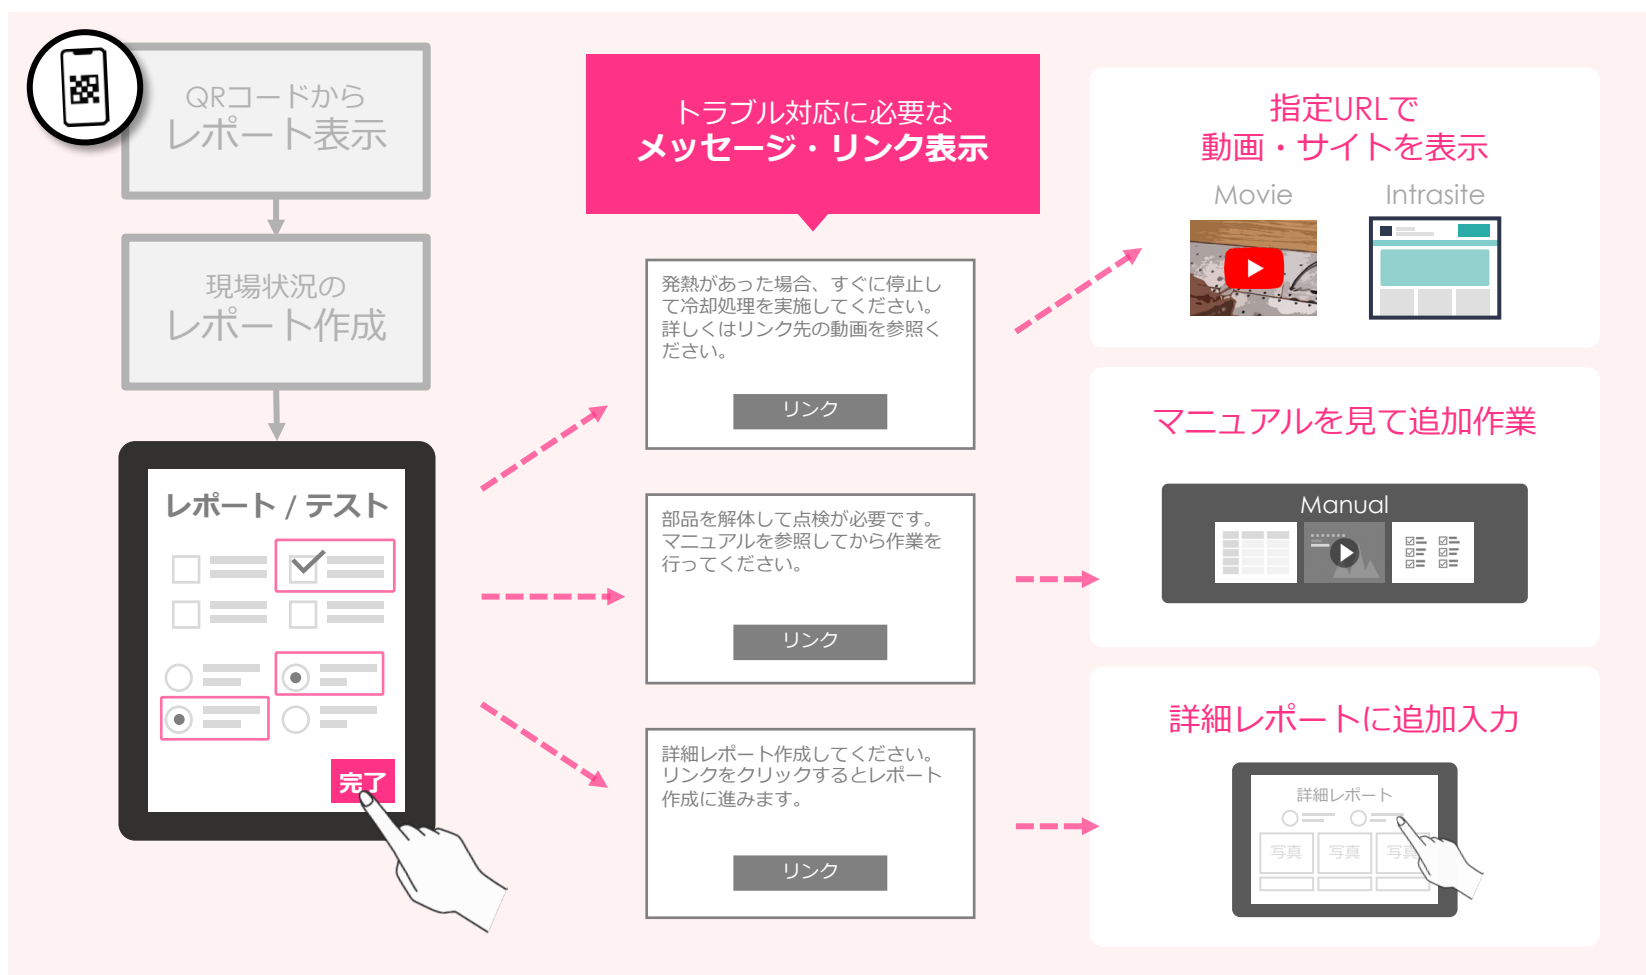 QRコードから
レポート表示
現場状況の
レポート作成
レポート / テスト
完了
トラブル対応に必要な
メッセージ・リンク表示
発熱があった場合、すぐに停止し
て冷却処理を実施してください。
詳しくはリンク先の動画を参照く
ださい。
リンク
部品を解体して点検が必要です。
マニュアルを参照してから作業を
行ってください。
リンク
詳細レポート作成してください。
リンクをクリックするとレポート
作成に進みます。
リンク
指定URLで
動画・サイトを表示
Movie
Intrasite
マニュアルを見て追加作業
Manual
詳細レポートに追加入力
詳細レポート
写真
写真
写真